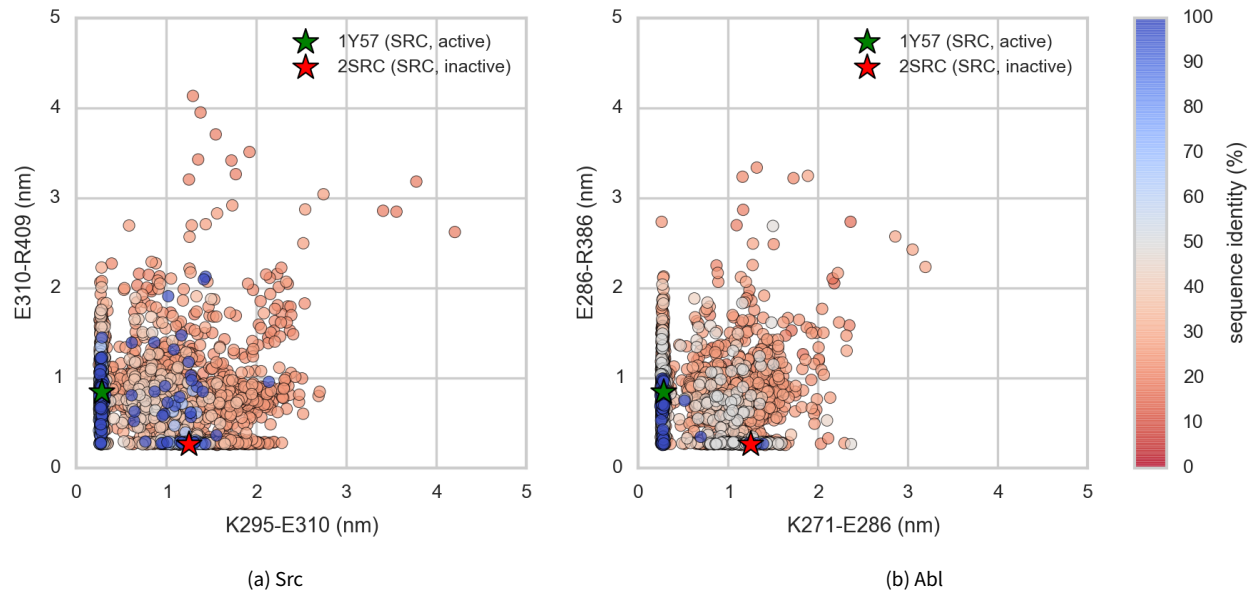 5
4
3
2
1
0
E310-R409 (nm)
1Y57 (SRC, active)
2SRC (SRC, inactive)
0 1 2 3 4 5
K295-E310 (nm)
(a) Src
5
4
3
2
1
0
E286-R386 (nm)
1Y57 (SRC, active)
2SRC (SRC, inactive)
0 1 2 3 4 5
K271-E286 (nm)
(b) Abl
100
90
80
70
60
50
40
30
20
10
0
sequence identity (%)